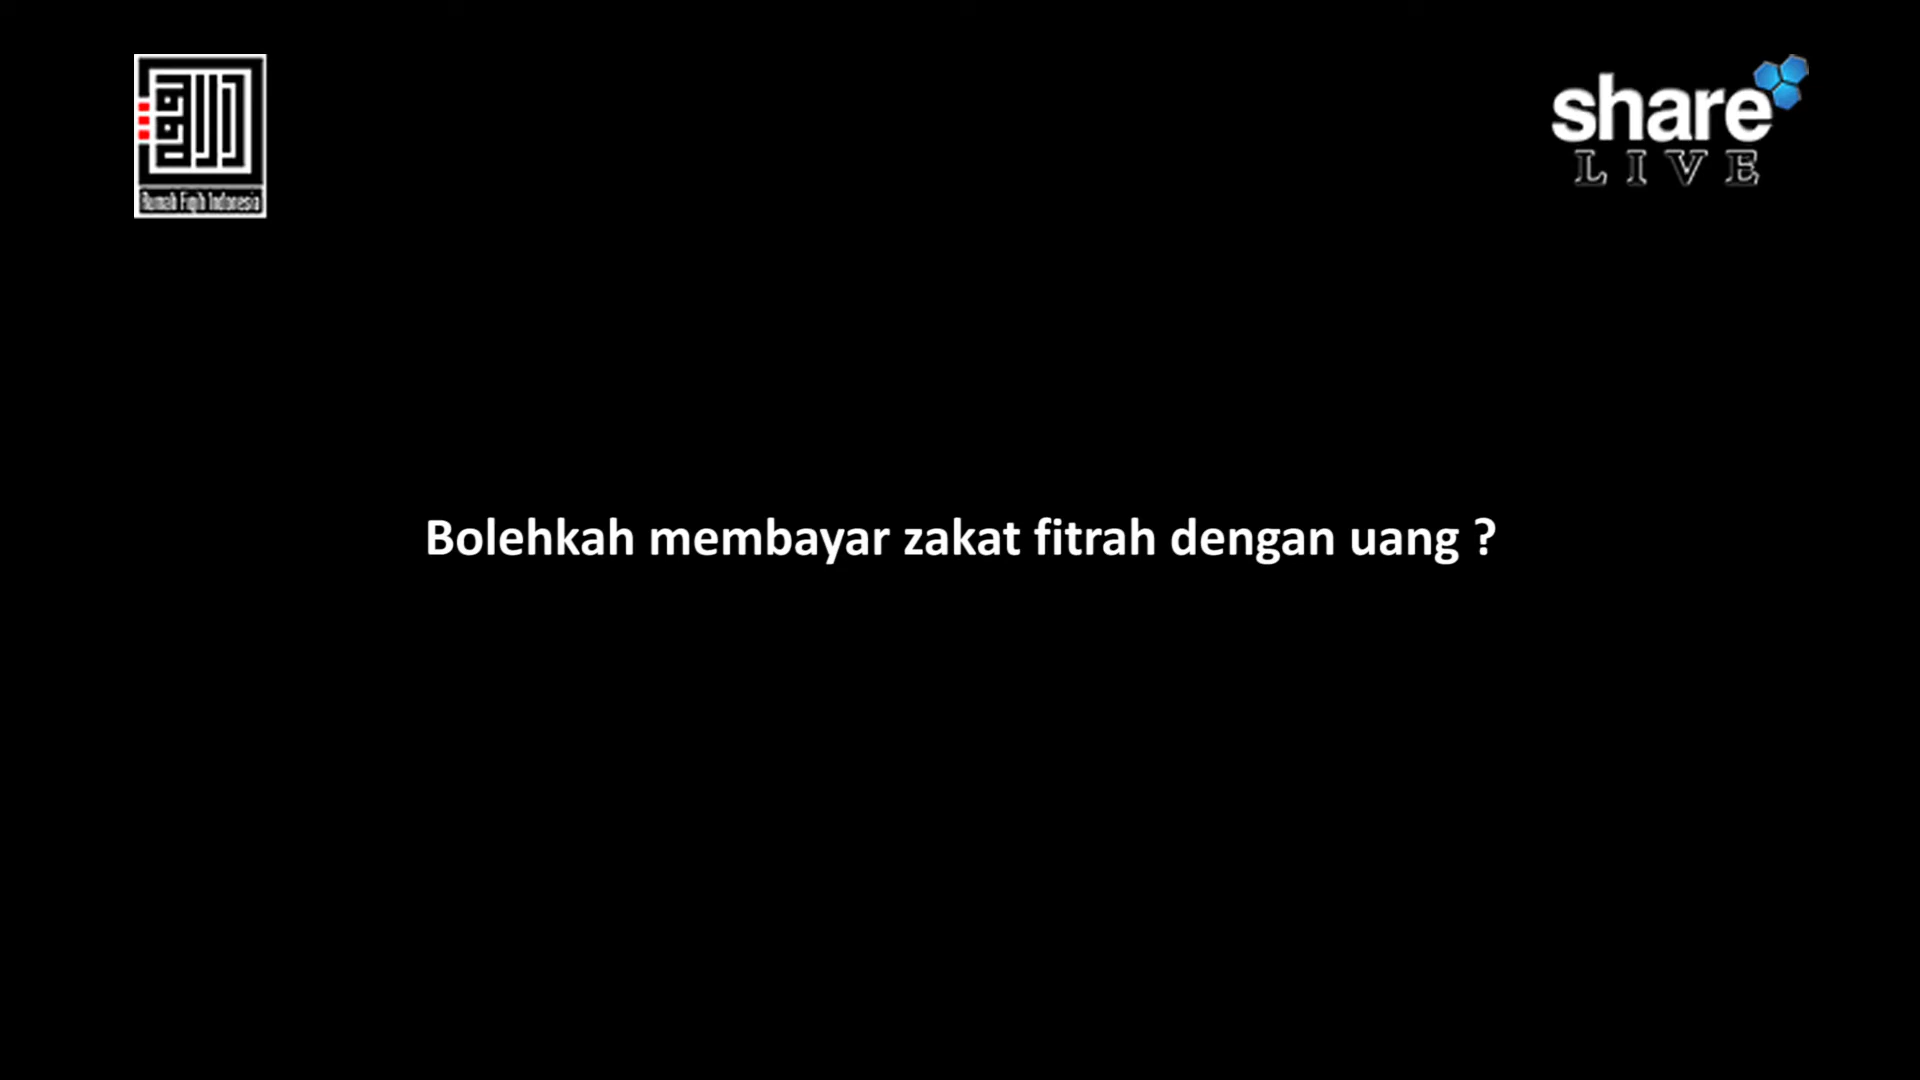 Rumah Fiqih Indonesia
share
LIVE
Bolehkah membayar zakat fitrah dengan uang ?